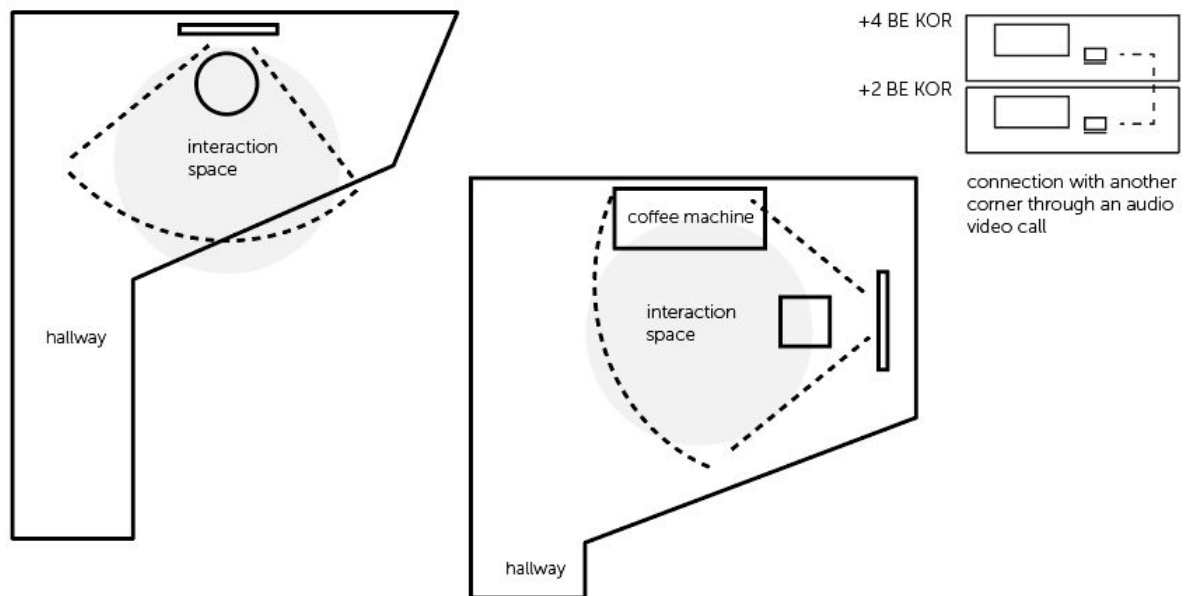 interaction
space
hallway
coffee machine
interaction
space
hallway
+4 BE KOR
+2 BE KOR
connection with another
corner through an audio
video call